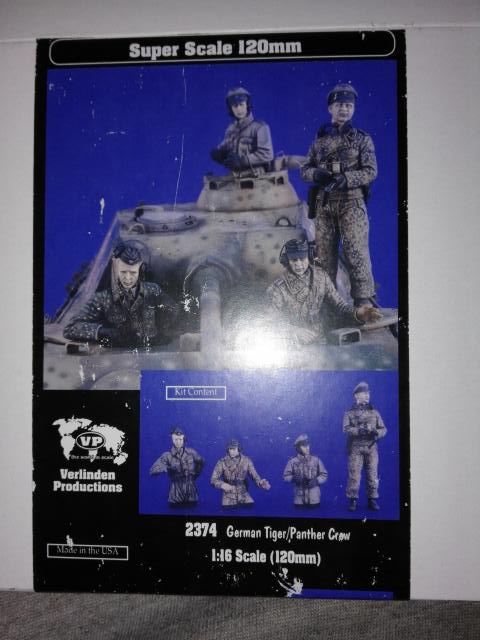 Super Scale 120mm
Kit Content
VP
Verlinden
Productions
2374 German Tiger/Panther Crew
Made in the USA
1:16 Scale (120mm)